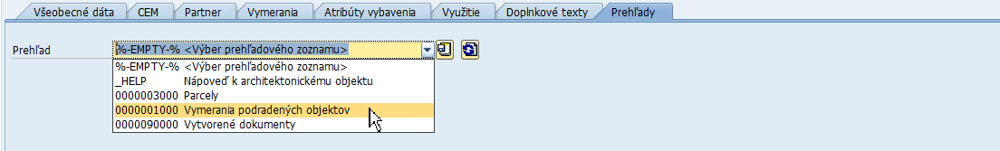 Všeobecné dáta CEM Partner Vymerania Atribúty vybavenia Využitie Doplnkové texty Prehľady
Prehľad %-EMPTY-% <Výber prehľadového zoznamu>
%-EMPTY-% <Výber prehľadového zoznamu>
_HELP Nápoveď k architektonickému objektu
0000003000 Parcely
0000001000 Vymerania podradených objektov
0000090000 Vytvorené dokumenty